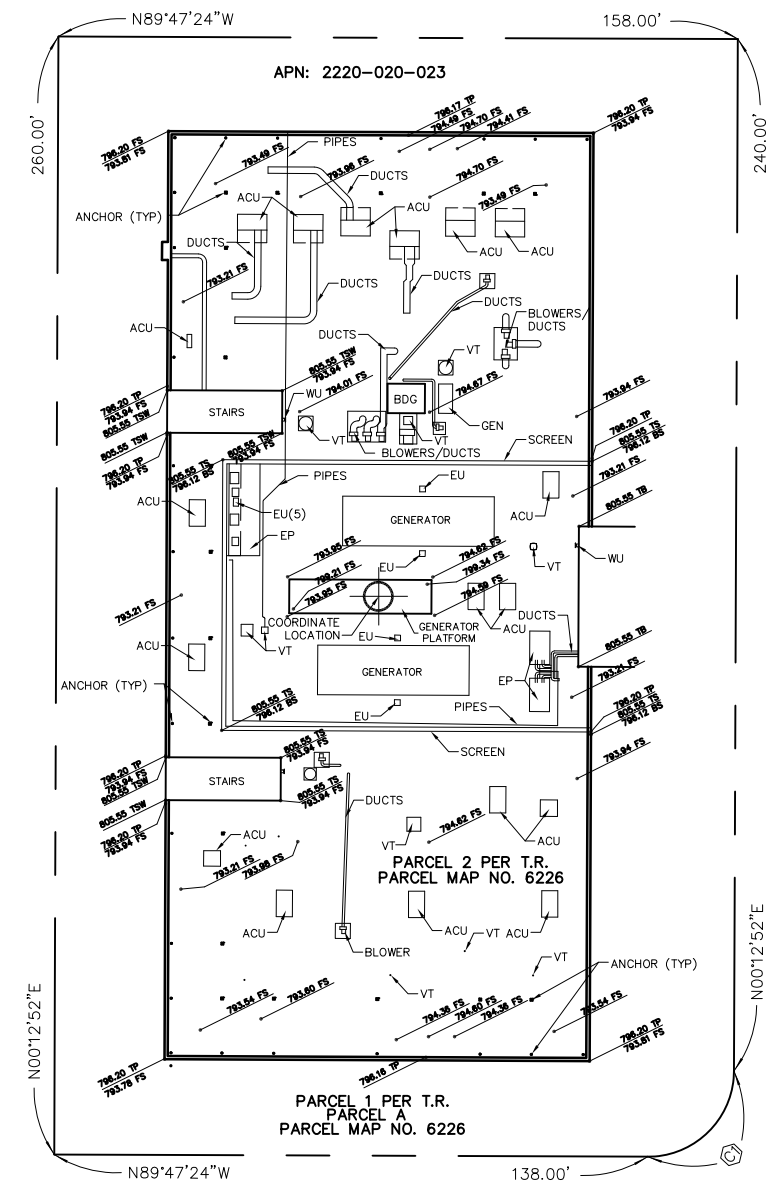 N89°47'24"W
158.00'
APN: 2220-020-023
260.00'
240.00'
796.17 TP
794.49 FS
794.70 FS
794.41 FS
796.20 TP
793.94 FS
796.20 FS
793.81 FS
PIPES
793.49 FS
793.96 FS
DUCTS
794.70 FS
793.49 FS
ACU
ANCHOR (TYP)
ACU
DUCTS
ACU
ACU
793.21 FS
DUCTS
DUCTS
DUCTS
BLOWERS/
DUCTS
ACU
DUCTS
VT
805.55 TSW
793.94 FS
796.20 TP
793.94 FS
805.55 TSW
WU
794.01 FS
BDG
794.67 FS
793.94 FS
STAIRS
GEN
VT
VT
805.55 TSW
796.20 TP
793.94 FS
805.55 TSW
793.94 FS
805.55 TS
796.12 BS
BLOWERS/DUCTS
SCREEN
796.20 TP
805.55 TS
796.12 BS
PIPES
EU
793.21 FS
ACU
EU(5)
GENERATOR
ACU
805.55 TB
EP
793.95 FS
EU
794.62 FS
VT
WU
799.21 FS
799.34 FS
793.21 FS
793.95 FS
794.59 FS
COORDINATE
LOCATION
GENERATOR
PLATFORM
ACU
DUCTS
VT
EU
805.55 TB
ACU
GENERATOR
EP
793.21 FS
ANCHOR (TYP)
805.55 TS
796.12 BS
EU
PIPES
796.20 TP
805.55 TS
796.12 BS
SCREEN
796.20 TP
793.94 FS
805.55 TSW
793.94 FS
STAIRS
805.55 TS
793.94 FS
DUCTS
805.55 TSW
796.20 TP
793.94 FS
ACU
794.62 FS
VT
ACU
793.21 FS
793.96 FS
PARCEL 2 PER T.R.
PARCEL MAP NO. 6226
ACU
ACU
VT
ACU
BLOWER
VT
VT
ANCHOR (TYP)
N00°12'52"E
N00°12'52"E
793.54 FS
793.60 FS
794.36 FS
794.60 FS
794.36 FS
793.54 FS
796.20 TP
793.78 FS
796.16 TP
796.20 TP
793.81 FS
PARCEL 1 PER T.R.
PARCEL A
PARCEL MAP NO. 6226
C1
N89°47'24"W
138.00'